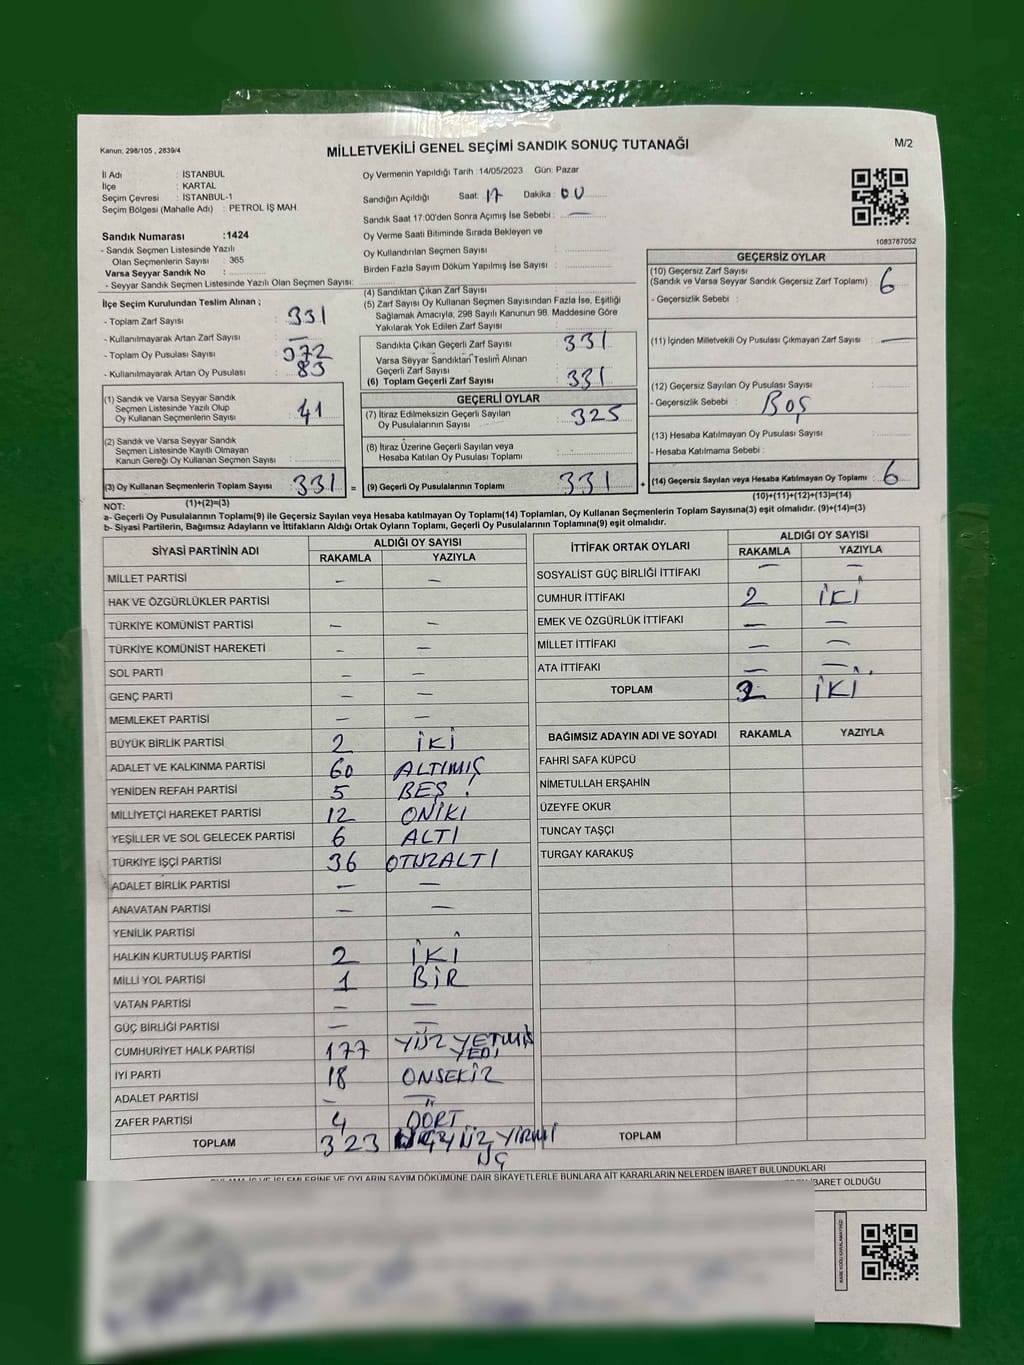 Kanun; 298/105 , 2839/4
MİLLETVEKİLİ GENEL SEÇİMİ SANDIK SONUÇ TUTANAĞI
M/2
İl Adı : İSTANBUL
İlçe : KARTAL
Seçim Çevresi : İSTANBUL-1
Seçim Bölgesi (Mahalle Adı) : PETROL İŞ MAH.
Oy Vermenin Yapıldığı Tarih : 14/05/2023 Gün: Pazar
Sandığın Açıldığı Saat: 17 Dakika : 00
Sandık Saat 17:00'den Sonra Açımış İse Sebebi : —
Oy Verme Saati Bitiminde Sırada Bekleyen ve
Oy Kullandırılan Seçmen Sayısı :
Birden Fazla Sayım Döküm Yapılmış İse Sayısı :
1083787052
Sandık Numarası :1424
- Sandık Seçmen Listesinde Yazılı
Olan Seçmenlerin Sayısı : 365
Varsa Seyyar Sandık No :
- Seyyar Sandık Seçmen Listesinde Yazılı Olan Seçmen Sayısı:
İlçe Seçim Kurulundan Teslim Alınan ;
- Toplam Zarf Sayısı : 331
- Kullanılmayarak Artan Zarf Sayısı : —
- Toplam Oy Pusulası Sayısı : 372
- Kullanılmayarak Artan Oy Pusulası : 83
(1) Sandık ve Varsa Seyyar Sandık
Seçmen Listesinde Yazılı Olup
Oy Kullanan Seçmenlerin Sayısı : 41
(2) Sandık ve Varsa Seyyar Sandık
Seçmen Listesinde Kayıtlı Olmayan
Kanun Gereği Oy Kullanan Seçmen Sayısı :
(3) Oy Kullanan Seçmenlerin Toplam Sayısı : 331
(1)+(2)=(3)
(4) Sandıktan Çıkan Zarf Sayısı :
(5) Zarf Sayısı Oy Kullanan Seçmen Sayısından Fazla İse, Eşitliği
Sağlamak Amacıyla, 298 Sayılı Kanunun 98. Maddesine Göre
Yakılarak Yok Edilen Zarf Sayısı :
Sandıkta Çıkan Geçerli Zarf Sayısı : 331
Varsa Seyyar Sandıktan Teslim Alınan
Geçerli Zarf Sayısı :
(6) Toplam Geçerli Zarf Sayısı : 331
GEÇERLİ OYLAR
(7) İtiraz Edilmeksizin Geçerli Sayılan
Oy Pusulalarının Sayısı : 325
(8) İtiraz Üzerine Geçerli Sayılan veya
Hesaba Katılan Oy Pusulası Toplamı :
= (9) Geçerli Oy Pusulalarının Toplamı : 331 +
GEÇERSİZ OYLAR
(10) Geçersiz Zarf Sayısı
(Sandık ve Varsa Seyyar Sandık Geçersiz Zarf Toplamı) : 6
- Geçersizlik Sebebi :
(11) İçinden Milletvekili Oy Pusulası Çıkmayan Zarf Sayısı : —
(12) Geçersiz Sayılan Oy Pusulası Sayısı :
- Geçersizlik Sebebi : BOŞ
(13) Hesaba Katılmayan Oy Pusulası Sayısı :
- Hesaba Katılmama Sebebi :
(14) Geçersiz Sayılan veya Hesaba Katılmayan Oy Toplamı : 6
(10)+(11)+(12)+(13)=(14)
NOT:
a- Geçerli Oy Pusulalarının Toplamı(9) ile Geçersiz Sayılan veya Hesaba katılmayan Oy Toplamı(14) Toplamları, Oy Kullanan Seçmenlerin Toplam Sayısına(3) eşit olmalıdır. (9)+(14)=(3)
b- Siyasi Partilerin, Bağımsız Adayların ve İttifakların Aldığı Ortak Oyların Toplamı, Geçerli Oy Pusulalarının Toplamına(9) eşit olmalıdır.
SİYASİ PARTİNİN ADI ALDIĞI OY SAYISI
RAKAMLA YAZIYLA
MİLLET PARTİSİ — —
HAK VE ÖZGÜRLÜKLER PARTİSİ
TÜRKİYE KOMÜNİST PARTİSİ — —
TÜRKİYE KOMÜNİST HAREKETİ — —
SOL PARTİ — —
GENÇ PARTİ — —
MEMLEKET PARTİSİ — —
BÜYÜK BİRLİK PARTİSİ 2 İKİ
ADALET VE KALKINMA PARTİSİ 60 ALTIMIŞ
YENİDEN REFAH PARTİSİ 5 BEŞ
MİLLİYETÇİ HAREKET PARTİSİ 12 ONİKİ
YEŞİLLER VE SOL GELECEK PARTİSİ 6 ALTI
TÜRKİYE İŞÇİ PARTİSİ 36 OTUZALTI
ADALET BİRLİK PARTİSİ — —
ANAVATAN PARTİSİ — —
YENİLİK PARTİSİ
HALKIN KURTULUŞ PARTİSİ 2 İKİ
MİLLİ YOL PARTİSİ 1 BİR
VATAN PARTİSİ — —
GÜÇ BİRLİĞİ PARTİSİ — —
CUMHURİYET HALK PARTİSİ 177 YÜZ YETMİŞ YEDİ
İYİ PARTİ 18 ONSEKİZ
ADALET PARTİSİ — —
ZAFER PARTİSİ 4 DÖRT
TOPLAM 323 ÜÇYÜZ YİRMİ ÜÇ
İTTİFAK ORTAK OYLARI ALDIĞI OY SAYISI
RAKAMLA YAZIYLA
SOSYALİST GÜÇ BİRLİĞİ İTTİFAKI — —
CUMHUR İTTİFAKI 2 İKİ
EMEK VE ÖZGÜRLÜK İTTİFAKI — —
MİLLET İTTİFAKI — —
ATA İTTİFAKI — —
TOPLAM 2 İKİ
BAĞIMSIZ ADAYIN ADI VE SOYADI RAKAMLA YAZIYLA
FAHRİ SAFA KÜPCÜ
NİMETULLAH ERŞAHİN
ÜZEYFE OKUR
TUNCAY TAŞÇI
TURGAY KARAKUŞ
TOPLAM
İŞLEMLERİNE VE OYLARIN SAYIM DÖKÜMÜNE DAİR ŞİKAYETLERLE BUNLARA AİT KARARLARIN NELERDEN İBARET BULUNDUKLARI
İBARET OLDUĞU